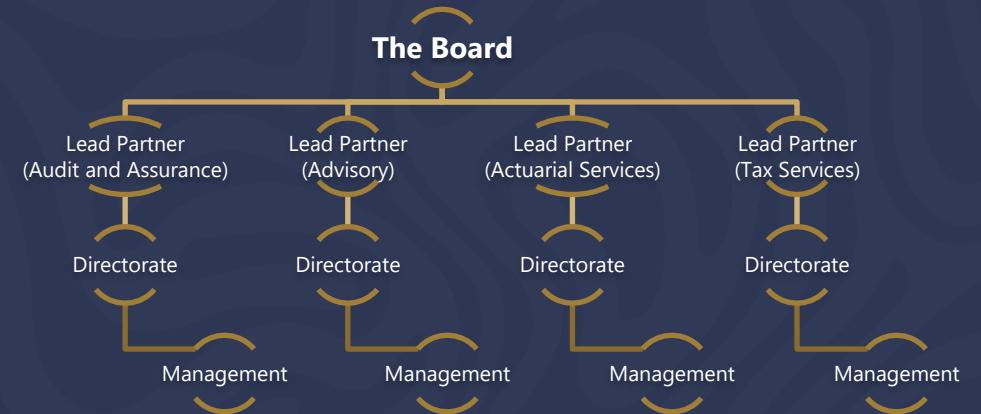 The Board
Lead Partner
(Audit and Assurance)
Lead Partner
(Advisory)
Lead Partner
(Actuarial Services)
Lead Partner
(Tax Services)
Directorate
Directorate
Directorate
Directorate
Management
Management
Management
Management